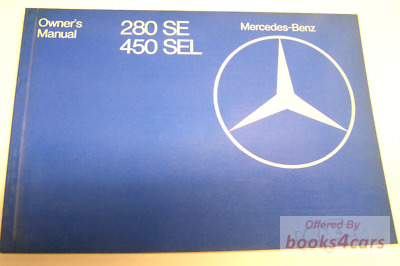 Owner's
Manual
280 SE
450 SEL
Mercedes-Benz
Offered By
books4cars